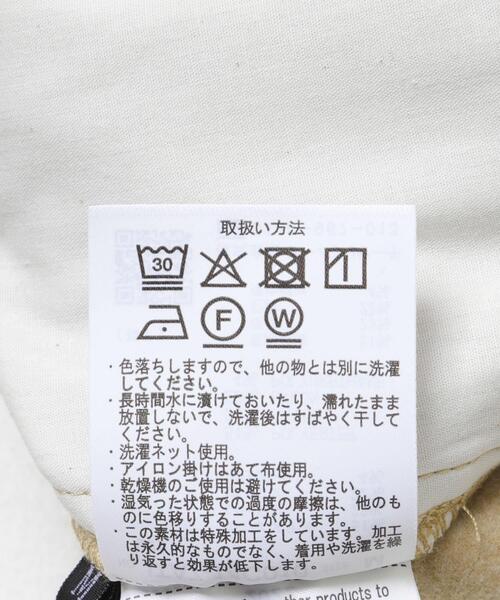 取扱い方法
30
F W
・色落ちしますので、他の物とは別に洗濯
してください。
・長時間水に漬けておいたり、濡れたまま
放置しないで、洗濯後はすばやく干して
ください。
・洗濯ネット使用。
・アイロン掛けはあて布使用。
・乾燥機のご使用は避けてください。
・湿気った状態での過度の摩擦は、他のも
のに色移りすることがあります。
・この素材は特殊加工をしています。加工
は永久的なものでなく、着用や洗濯を繰
り返すと効果が低下します。
other products to